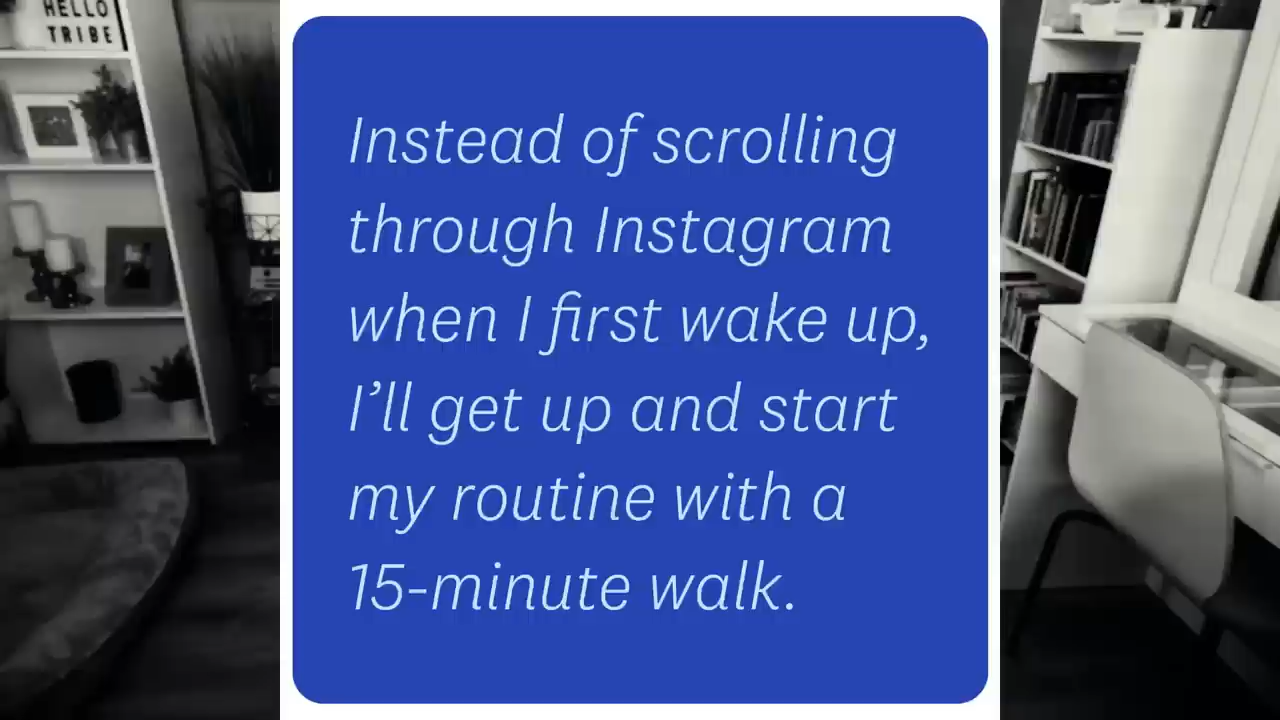 HELLO
TRIBE
Instead of scrolling
through Instagram
when I first wake up,
I’ll get up and start
my routine with a
15-minute walk.